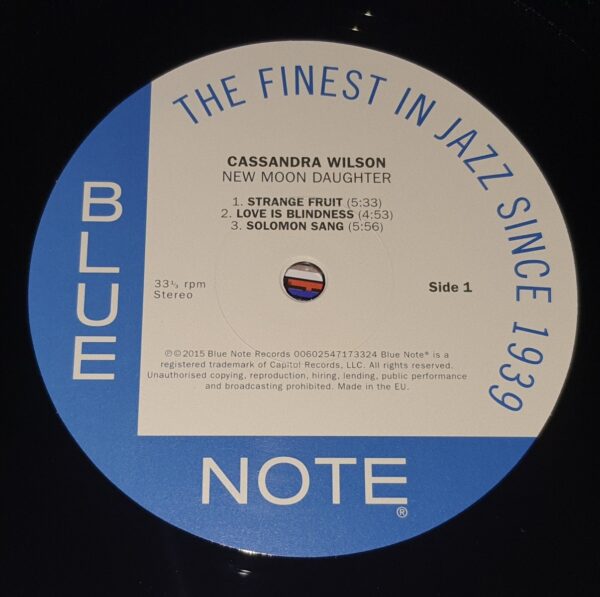 THE FINEST IN JAZZ SINCE 1939
BLUE
CASSANDRA WILSON
NEW MOON DAUGHTER
1. STRANGE FRUIT (5:33)
2. LOVE IS BLINDNESS (4:53)
3. SOLOMON SANG (5:56)
33⅓ rpm
Stereo
Side 1
℗©2015 Blue Note Records 00602547173324 Blue Note® is a
registered trademark of Capitol Records, LLC. All rights reserved.
Unauthorised copying, reproduction, hiring, lending, public performance
and broadcasting prohibited. Made in the EU.
NOTE®